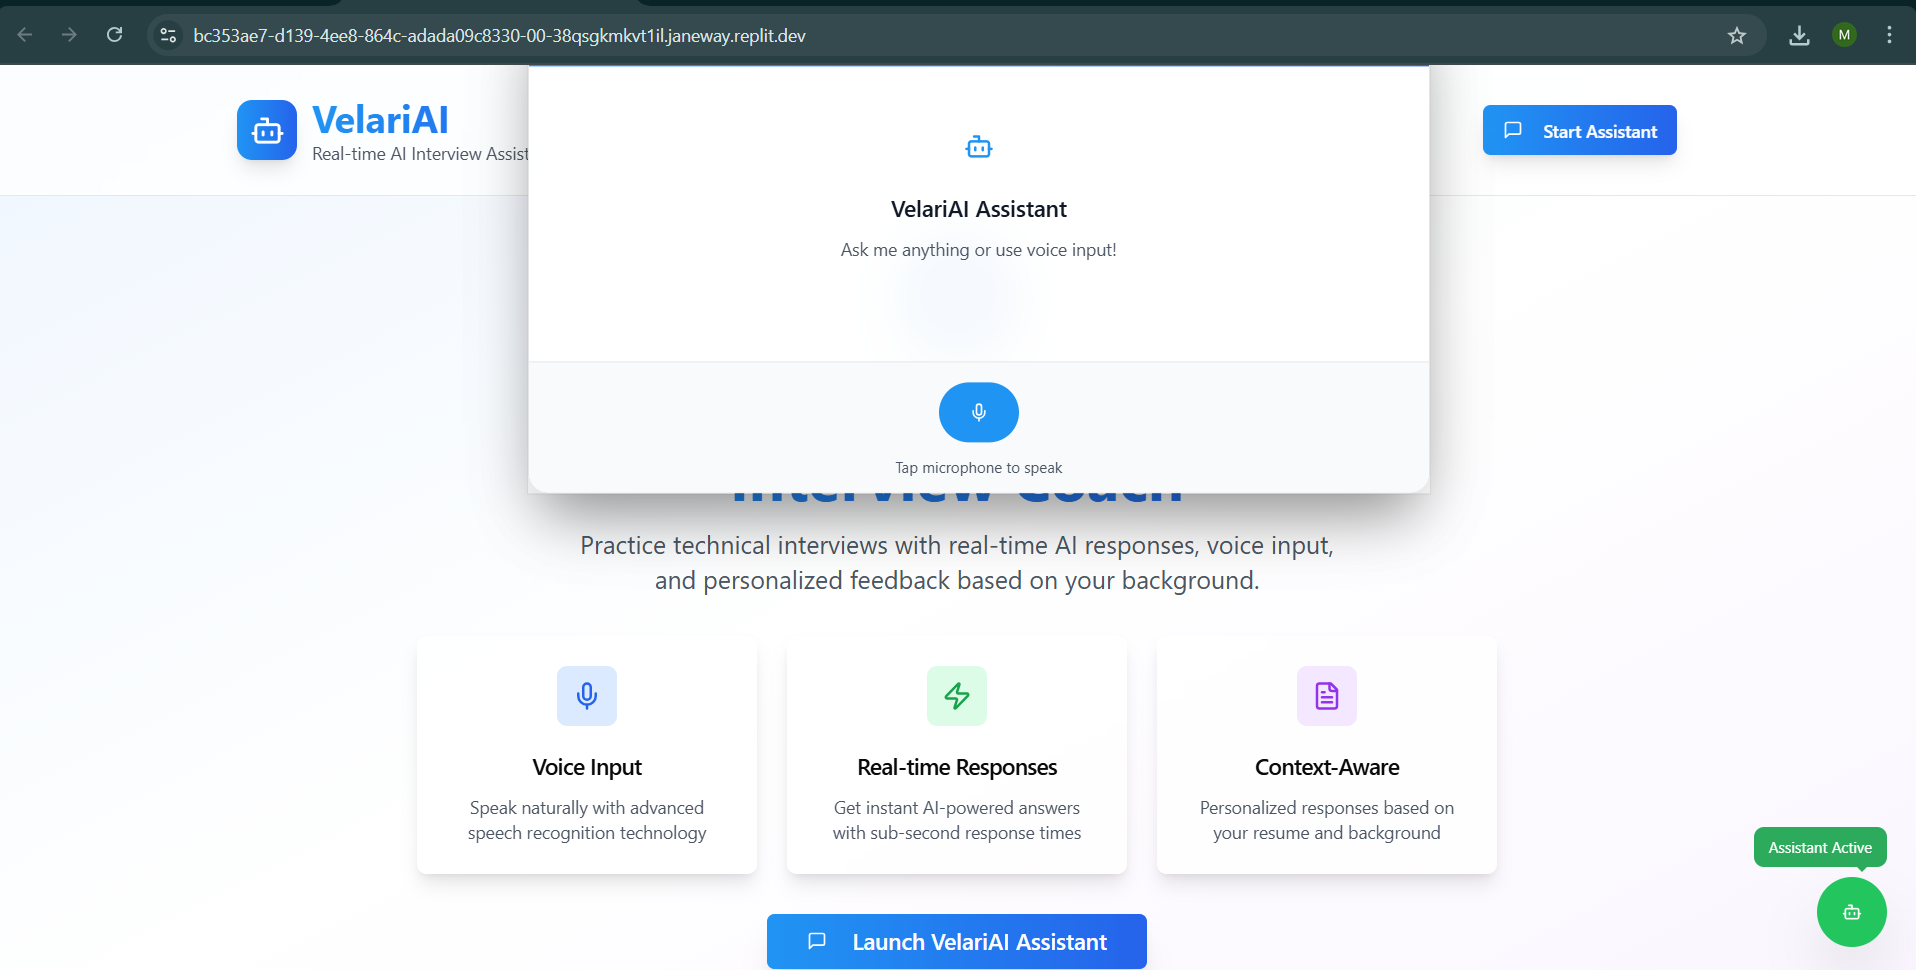 bc353ae7-d139-4ee8-864c-adada09c8330-00-38qsgkmkvt1il.janeway.replit.dev
M
VelariAI
Real-time AI Interview Assist
Start Assistant
VelariAI Assistant
Ask me anything or use voice input!
Tap microphone to speak
Interview Coach
Practice technical interviews with real-time AI responses, voice input,
and personalized feedback based on your background.
Voice Input
Speak naturally with advanced
speech recognition technology
Real-time Responses
Get instant AI-powered answers
with sub-second response times
Context-Aware
Personalized responses based on
your resume and background
Assistant Active
Launch VelariAI Assistant